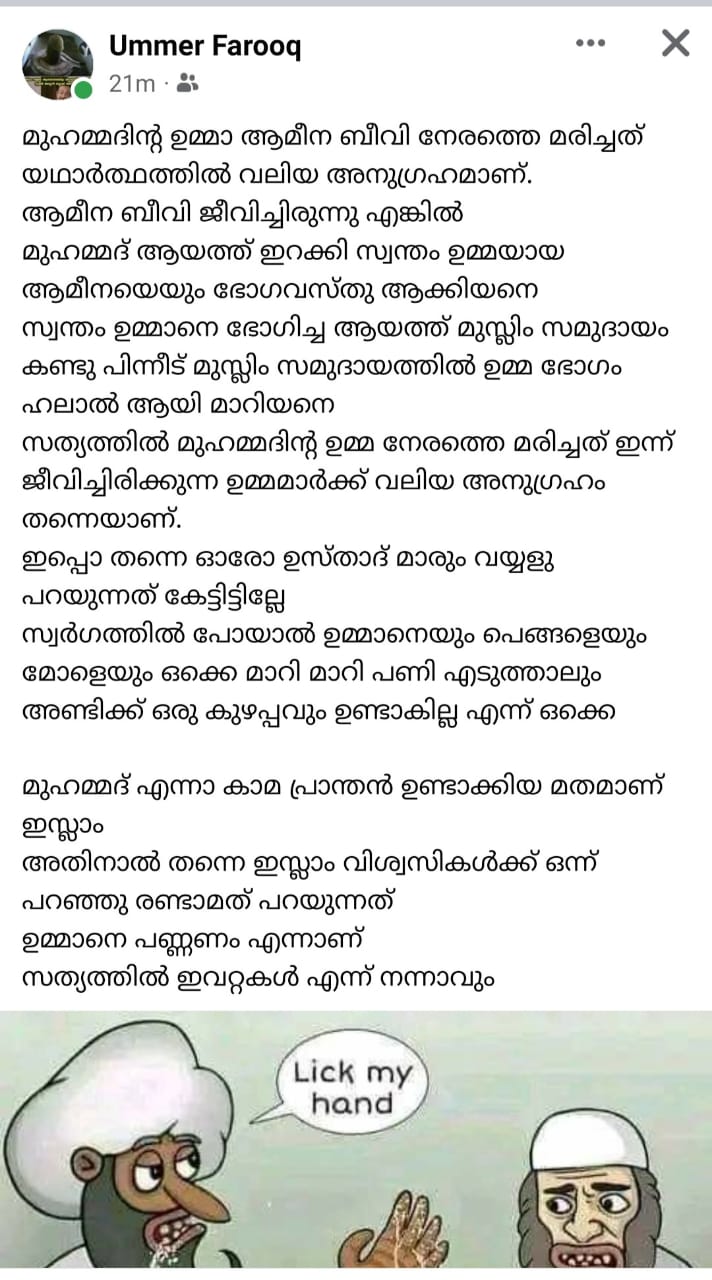 Ummer Farooq
21m
മുഹമ്മദിന്റ ഉമ്മാ ആമീന ബീവി നേരത്തെ മരിച്ചത്
യഥാർത്ഥത്തിൽ വലിയ അനുഗ്രഹമാണ്.
ആമീന ബീവി ജീവിച്ചിരുന്നു എങ്കിൽ
മുഹമ്മദ് ആയത്ത് ഇറക്കി സ്വന്തം ഉമ്മയായ
ആമീനയെയും ഭോഗവസ്തു ആക്കിയനെ
സ്വന്തം ഉമ്മാനെ ഭോഗിച്ച ആയത്ത് മുസ്ലിം സമുദായം
കണ്ടു പിന്നീട് മുസ്ലിം സമുദായത്തിൽ ഉമ്മ ഭോഗം
ഹലാൽ ആയി മാറിയനെ
സത്യത്തിൽ മുഹമ്മദിന്റ ഉമ്മ നേരത്തെ മരിച്ചത് ഇന്ന്
ജീവിച്ചിരിക്കുന്ന ഉമ്മമാർക്ക് വലിയ അനുഗ്രഹം
തന്നെയാണ്.
ഇപ്പൊ തന്നെ ഓരോ ഉസ്താദ് മാരും വയ്യളു
പറയുന്നത് കേട്ടിട്ടില്ലേ
സ്വർഗത്തിൽ പോയാൽ ഉമ്മാനെയും പെങ്ങളെയും
മോളെയും ഒക്കെ മാറി മാറി പണി എടുത്താലും
അണ്ടിക്ക് ഒരു കുഴപ്പവും ഉണ്ടാകില്ല എന്ന് ഒക്കെ
മുഹമ്മദ് എന്നാ കാമ പ്രാന്തൻ ഉണ്ടാക്കിയ മതമാണ്
ഇസ്ലാം
അതിനാൽ തന്നെ ഇസ്ലാം വിശ്വസികൾക്ക് ഒന്ന്
പറഞ്ഞു രണ്ടാമത് പറയുന്നത്
ഉമ്മാനെ പണ്ണണം എന്നാണ്
സത്യത്തിൽ ഇവറ്റകൾ എന്ന് നന്നാവും
Lick my
hand